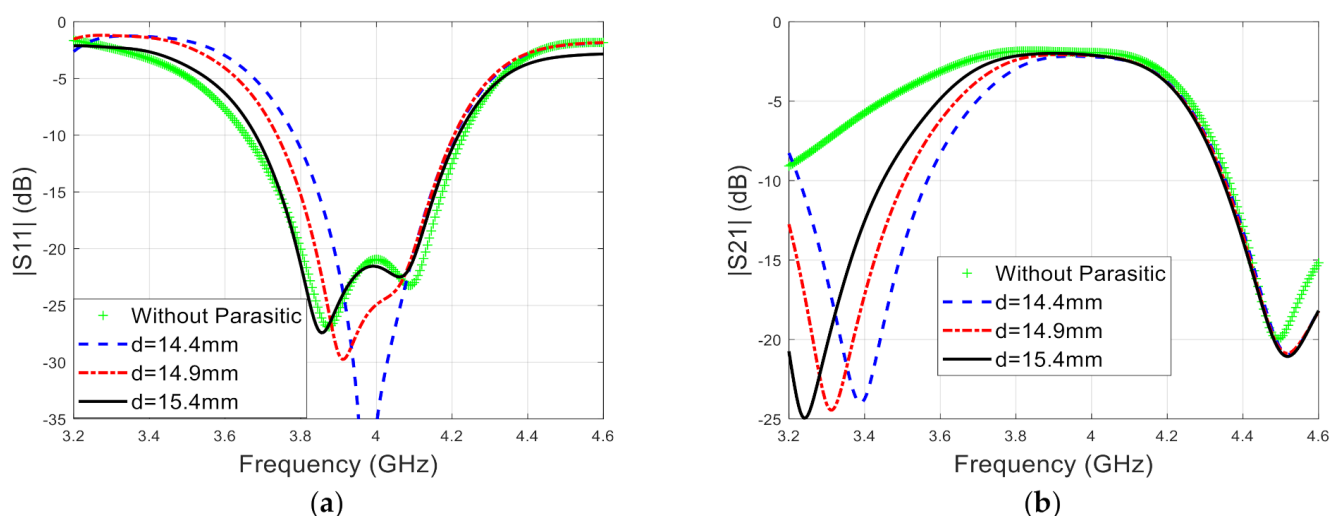 0
-5
-10
-15
-20
-25
-30
-35
|S11| (dB)
Without Parasitic
d=14.4mm
d=14.9mm
d=15.4mm
3.2 3.4 3.6 3.8 4 4.2 4.4 4.6
Frequency (GHz)
(a)
0
-5
-10
-15
-20
-25
|S21| (dB)
Without Parasitic
d=14.4mm
d=14.9mm
d=15.4mm
3.2 3.4 3.6 3.8 4 4.2 4.4 4.6
Frequency (GHz)
(b)